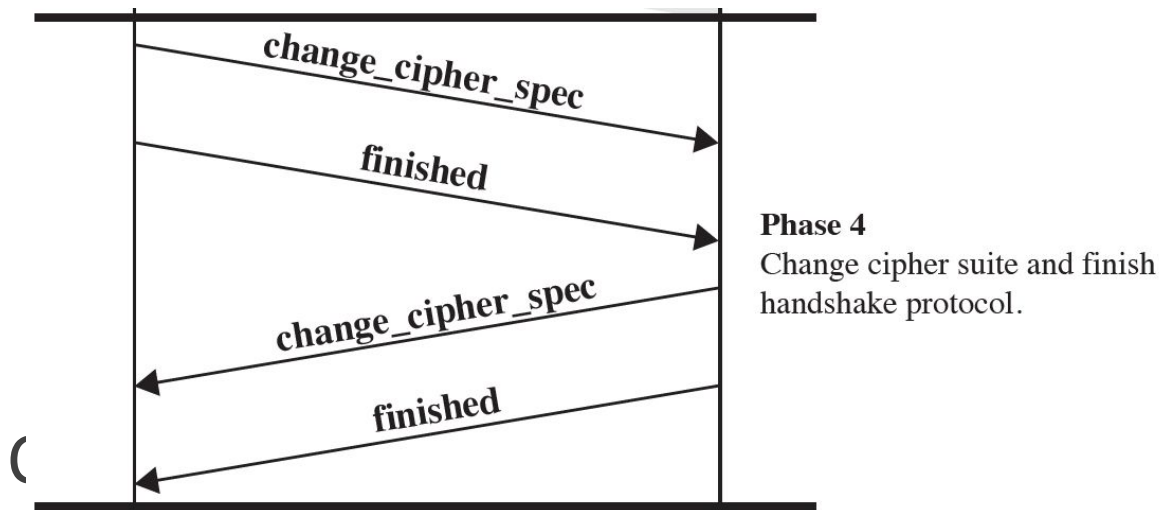 change_cipher_spec
finished
Phase 4
Change cipher suite and finish
handshake protocol.
change_cipher_spec
finished